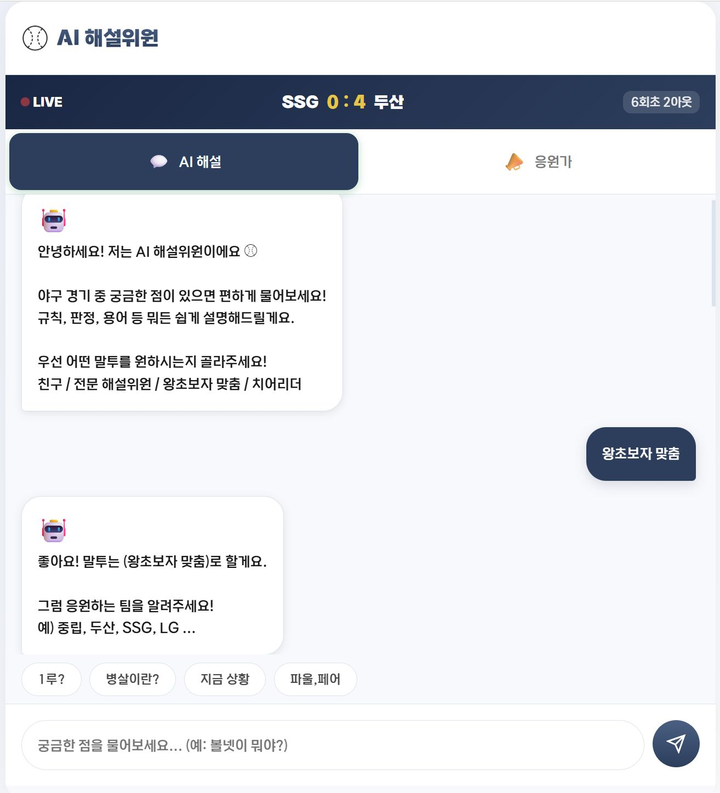 AI 해설위원
LIVE
SSG 0 : 4 두산
6회초 2아웃
AI 해설
응원가
안녕하세요! 저는 AI 해설위원이에요
야구 경기 중 궁금한 점이 있으면 편하게 물어보세요!
규칙, 판정, 용어 등 뭐든 쉽게 설명해드릴게요.
우선 어떤 말투를 원하시는지 골라주세요!
친구 / 전문 해설위원 / 왕초보자 맞춤 / 치어리더
왕초보자 맞춤
좋아요! 말투는 (왕초보자 맞춤)로 할게요.
그럼 응원하는 팀을 알려주세요!
예) 중립, 두산, SSG, LG ...
1루?
병살이란?
지금 상황
파울,페어
궁금한 점을 물어보세요... (예: 볼넷이 뭐야?)